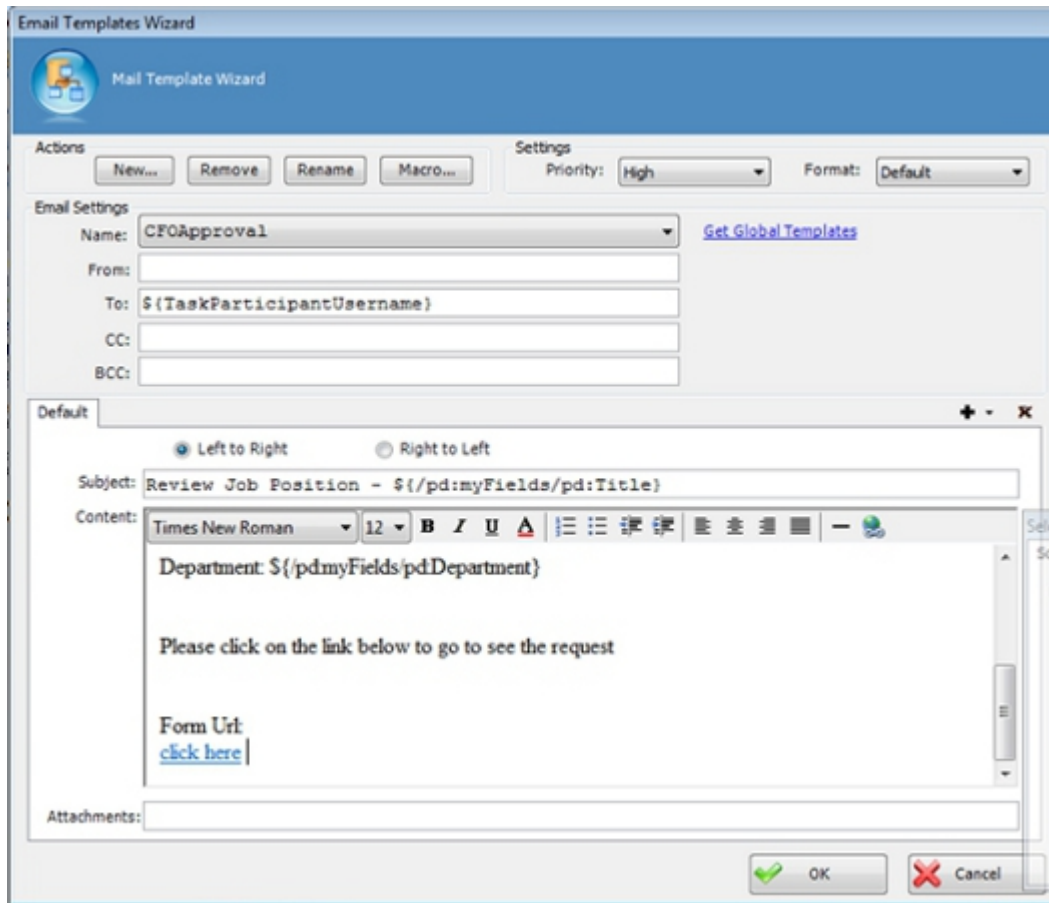 Email Templates Wizard
Mail Template Wizard
Actions
New... Remove Rename Macro...
Settings
Priority: High Format: Default
Email Settings
Name: CFOApproval Get Global Templates
From:
To: ${TaskParticipantUsername}
CC:
BCC:
Default
Left to Right Right to Left
Subject: Review Job Position - ${/pd:myFields/pd:Title}
Content: Times New Roman 12 B I U A
Department: ${/pd:myFields/pd:Department}
Please click on the link below to go to see the request
Form Url:
click here
Attachments:
OK Cancel